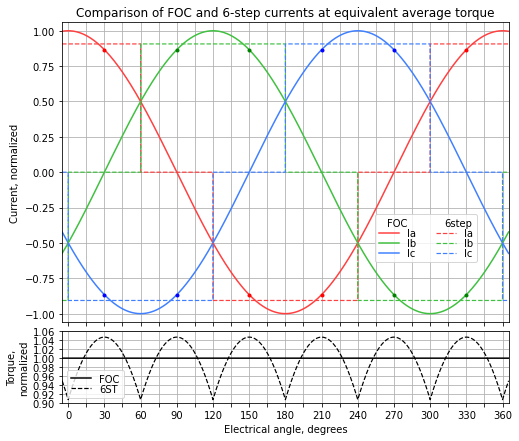 Comparison of FOC and 6-step currents at equivalent average torque
1.00
0.75
0.50
0.25
0.00
−0.25
−0.50
−0.75
−1.00
Current, normalized
FOC 6step
Ia Ia
Ib Ib
Ic Ic
1.06
1.04
1.02
1.00
0.98
0.96
0.94
0.92
0.90
Torque,
normalized
FOC
6ST
0 30 60 90 120 150 180 210 240 270 300 330 360
Electrical angle, degrees